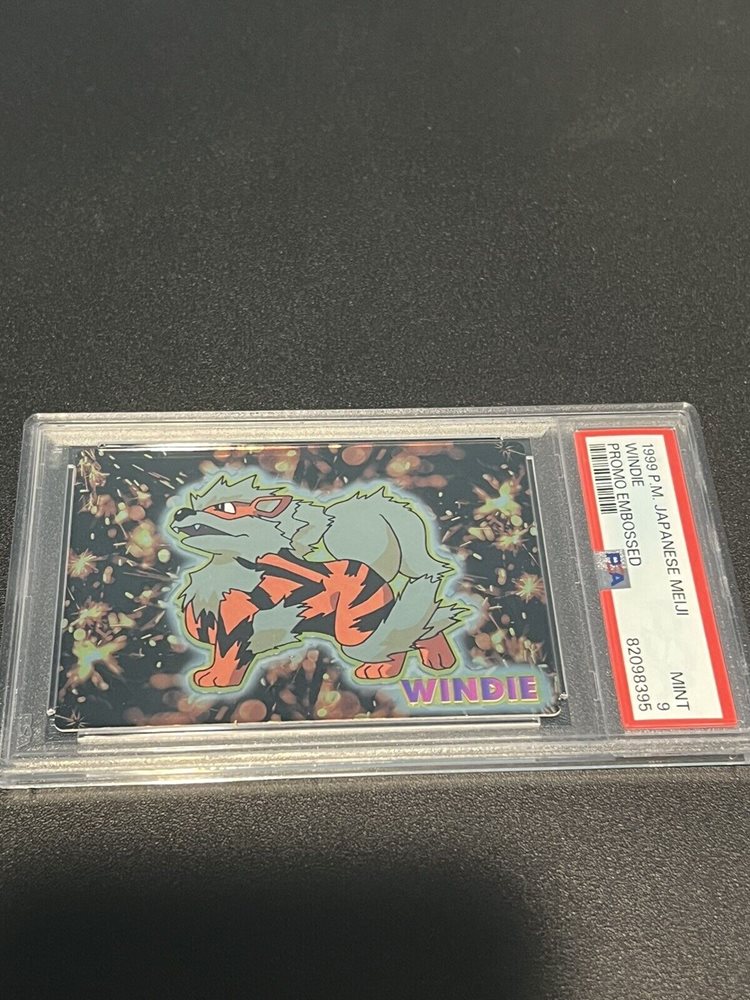 WINDIE
1999 P.M. JAPANESE MEIJI
WINDIE
PROMO EMBOSSED
MINT
9
82098395